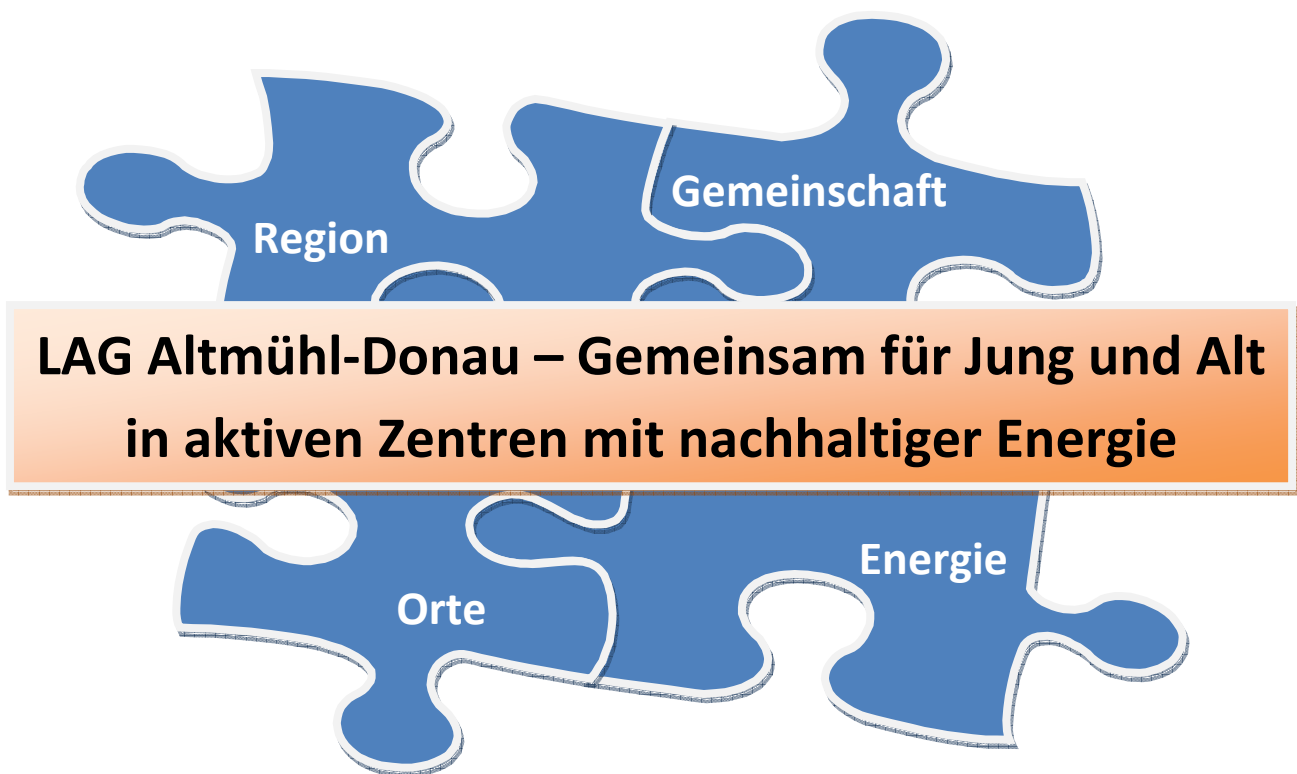 Gemeinschaft
Region
LAG Altmühl-Donau – Gemeinsam für Jung und Alt
in aktiven Zentren mit nachhaltiger Energie
Energie
Orte